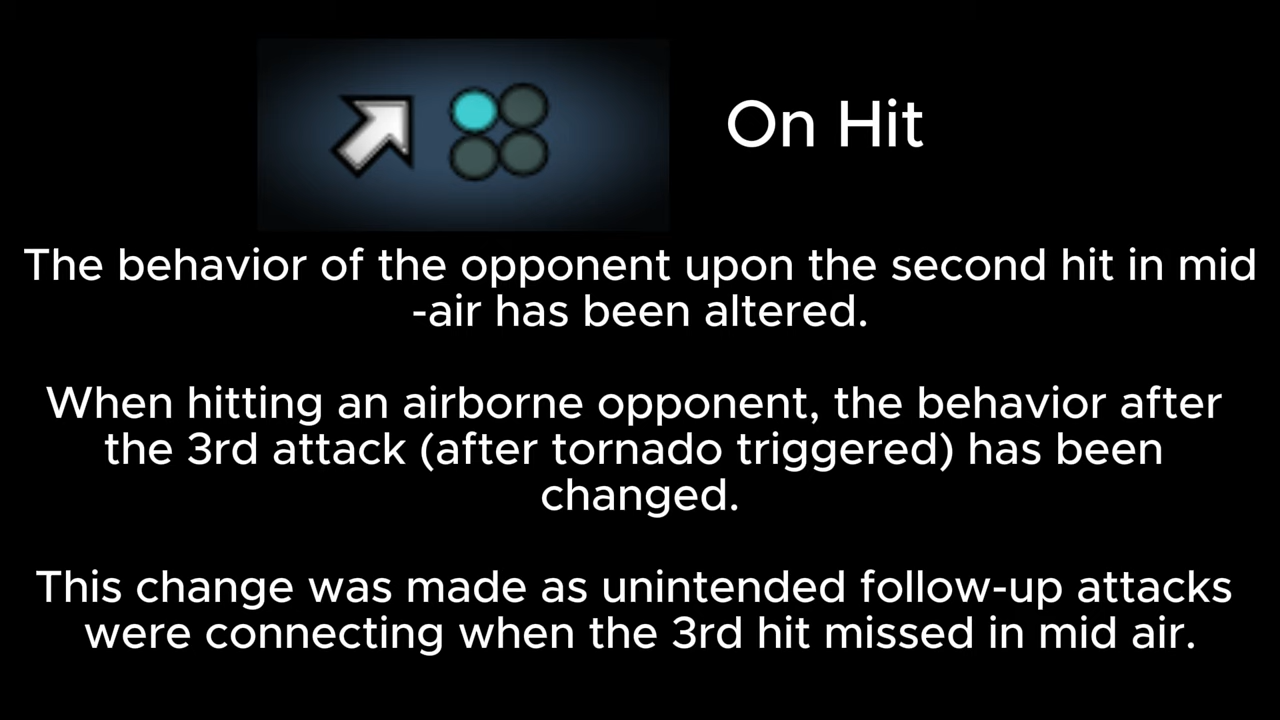 On Hit
The behavior of the opponent upon the second hit in mid
-air has been altered.
When hitting an airborne opponent, the behavior after
the 3rd attack (after tornado triggered) has been
changed.
This change was made as unintended follow-up attacks
were connecting when the 3rd hit missed in mid air.